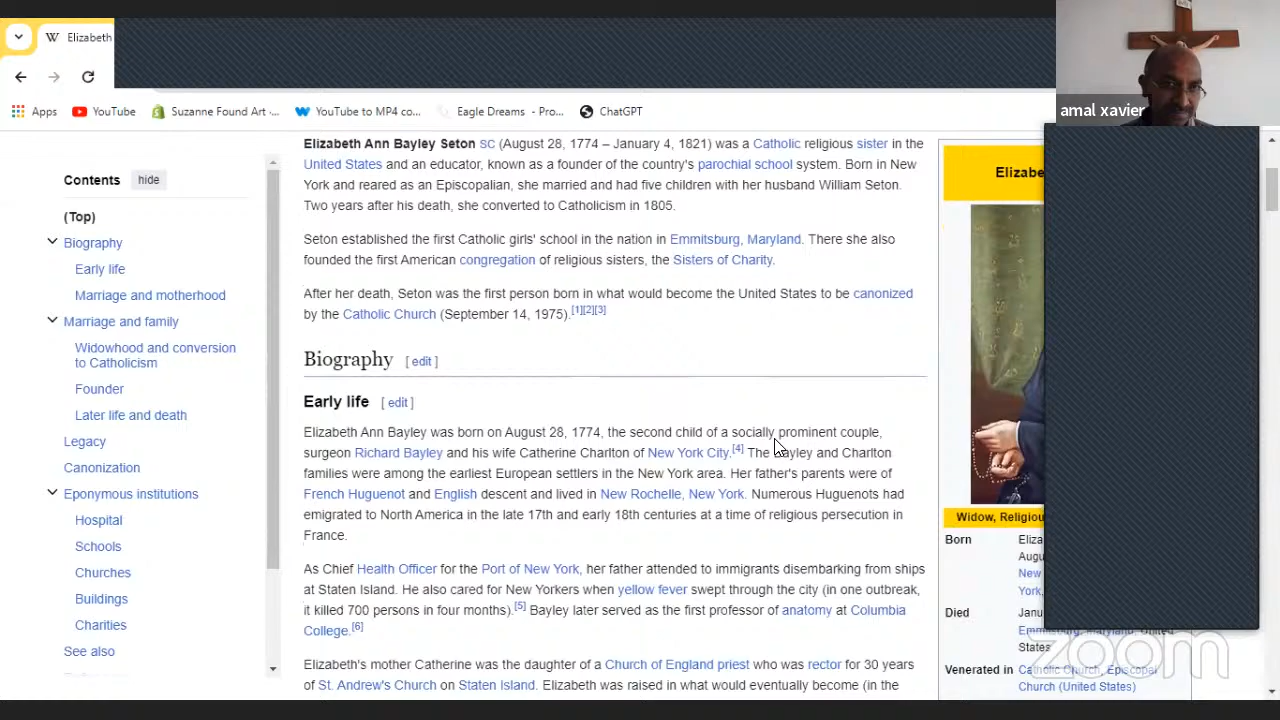 Elizabeth
Apps
YouTube
Suzanne Found Art -...
YouTube to MP4 co...
Eagle Dreams - Pro...
ChatGPT
amal xavier
Contents hide
(Top)
Biography
Early life
Marriage and motherhood
Marriage and family
Widowhood and conversion
to Catholicism
Founder
Later life and death
Legacy
Canonization
Eponymous institutions
Hospital
Schools
Churches
Buildings
Charities
See also
Elizabeth Ann Bayley Seton SC (August 28, 1774 – January 4, 1821) was a Catholic religious sister in the
United States and an educator, known as a founder of the country's parochial school system. Born in New
York and reared as an Episcopalian, she married and had five children with her husband William Seton.
Two years after his death, she converted to Catholicism in 1805.
Seton established the first Catholic girls' school in the nation in Emmitsburg, Maryland. There she also
founded the first American congregation of religious sisters, the Sisters of Charity.
After her death, Seton was the first person born in what would become the United States to be canonized
by the Catholic Church (September 14, 1975).[1][2][3]
Biography [ edit ]
Early life [ edit ]
Elizabeth Ann Bayley was born on August 28, 1774, the second child of a socially prominent couple,
surgeon Richard Bayley and his wife Catherine Charlton of New York City.[4] The Bayley and Charlton
families were among the earliest European settlers in the New York area. Her father's parents were of
French Huguenot and English descent and lived in New Rochelle, New York. Numerous Huguenots had
emigrated to North America in the late 17th and early 18th centuries at a time of religious persecution in
France.
As Chief Health Officer for the Port of New York, her father attended to immigrants disembarking from ships
at Staten Island. He also cared for New Yorkers when yellow fever swept through the city (in one outbreak,
it killed 700 persons in four months).[5] Bayley later served as the first professor of anatomy at Columbia
College.[6]
Elizabeth's mother Catherine was the daughter of a Church of England priest who was rector for 30 years
of St. Andrew's Church on Staten Island. Elizabeth was raised in what would eventually become (in the
Elizabe
Widow, Religiou
Born Eliza
Augu
New
York,
Died Janu
Emmitsburg, Maryland, United
States
Venerated in Catholic Church, Episcopal
Church (United States)
zoom